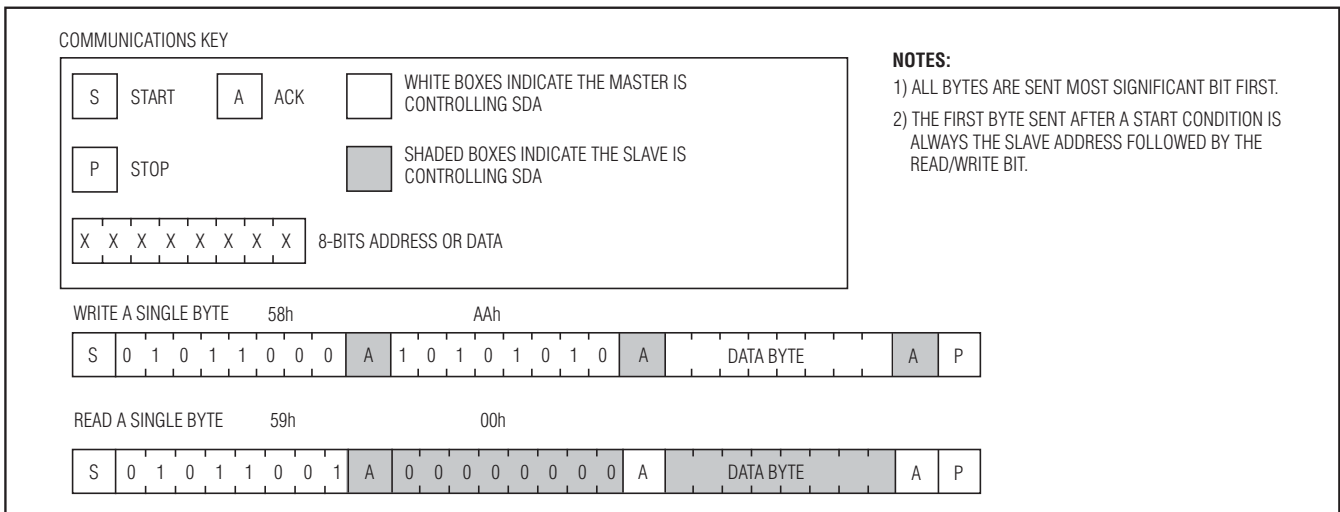 COMMUNICATIONS KEY
S START A ACK WHITE BOXES INDICATE THE MASTER IS
CONTROLLING SDA
P STOP SHADED BOXES INDICATE THE SLAVE IS
CONTROLLING SDA
X X X X X X X X 8-BITS ADDRESS OR DATA
NOTES:
1) ALL BYTES ARE SENT MOST SIGNIFICANT BIT FIRST.
2) THE FIRST BYTE SENT AFTER A START CONDITION IS
ALWAYS THE SLAVE ADDRESS FOLLOWED BY THE
READ/WRITE BIT.
WRITE A SINGLE BYTE 58h AAh
S 0 1 0 1 1 0 0 0 A 1 0 1 0 1 0 1 0 A DATA BYTE A P
READ A SINGLE BYTE 59h 00h
S 0 1 0 1 1 0 0 1 A 0 0 0 0 0 0 0 0 A DATA BYTE A P